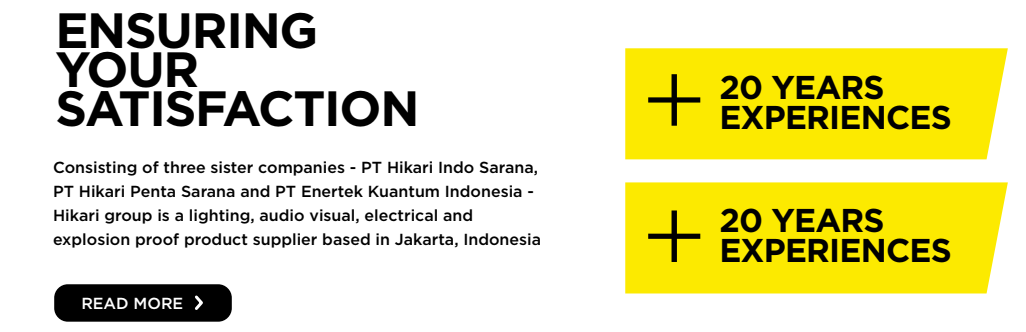 ENSURING
YOUR
SATISFACTION
Consisting of three sister companies - PT Hikari Indo Sarana,
PT Hikari Penta Sarana and PT Enertek Kuantum Indonesia -
Hikari group is a lighting, audio visual, electrical and
explosion proof product supplier based in Jakarta, Indonesia
READ MORE
+ 20 YEARS
EXPERIENCES
+ 20 YEARS
EXPERIENCES